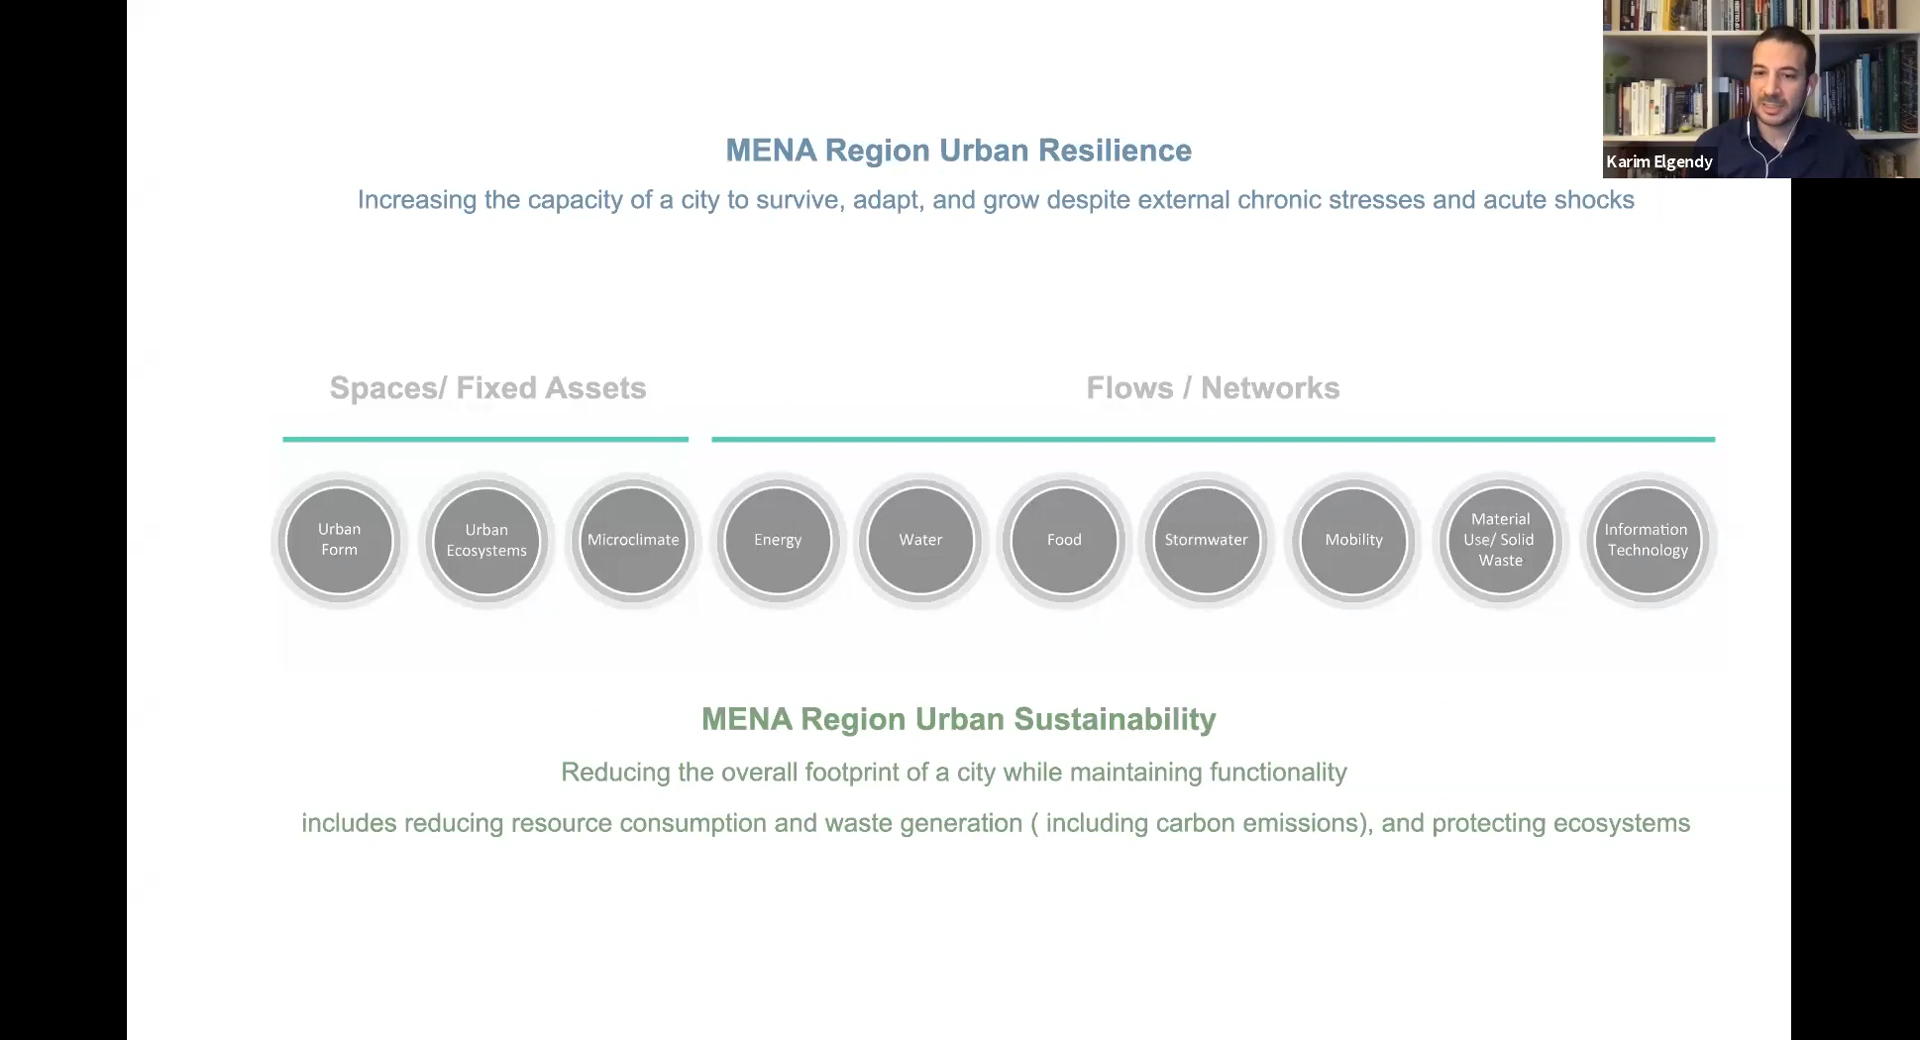 MENA Region Urban Resilience
Karim Elgendy
Increasing the capacity of a city to survive, adapt, and grow despite external chronic stresses and acute shocks
Spaces/ Fixed Assets
Flows / Networks
Urban
Form
Urban
Ecosystems
Microclimate
Energy
Water
Food
Stormwater
Mobility
Material
Use/ Solid
Waste
Information
Technology
MENA Region Urban Sustainability
Reducing the overall footprint of a city while maintaining functionality
includes reducing resource consumption and waste generation ( including carbon emissions), and protecting ecosystems